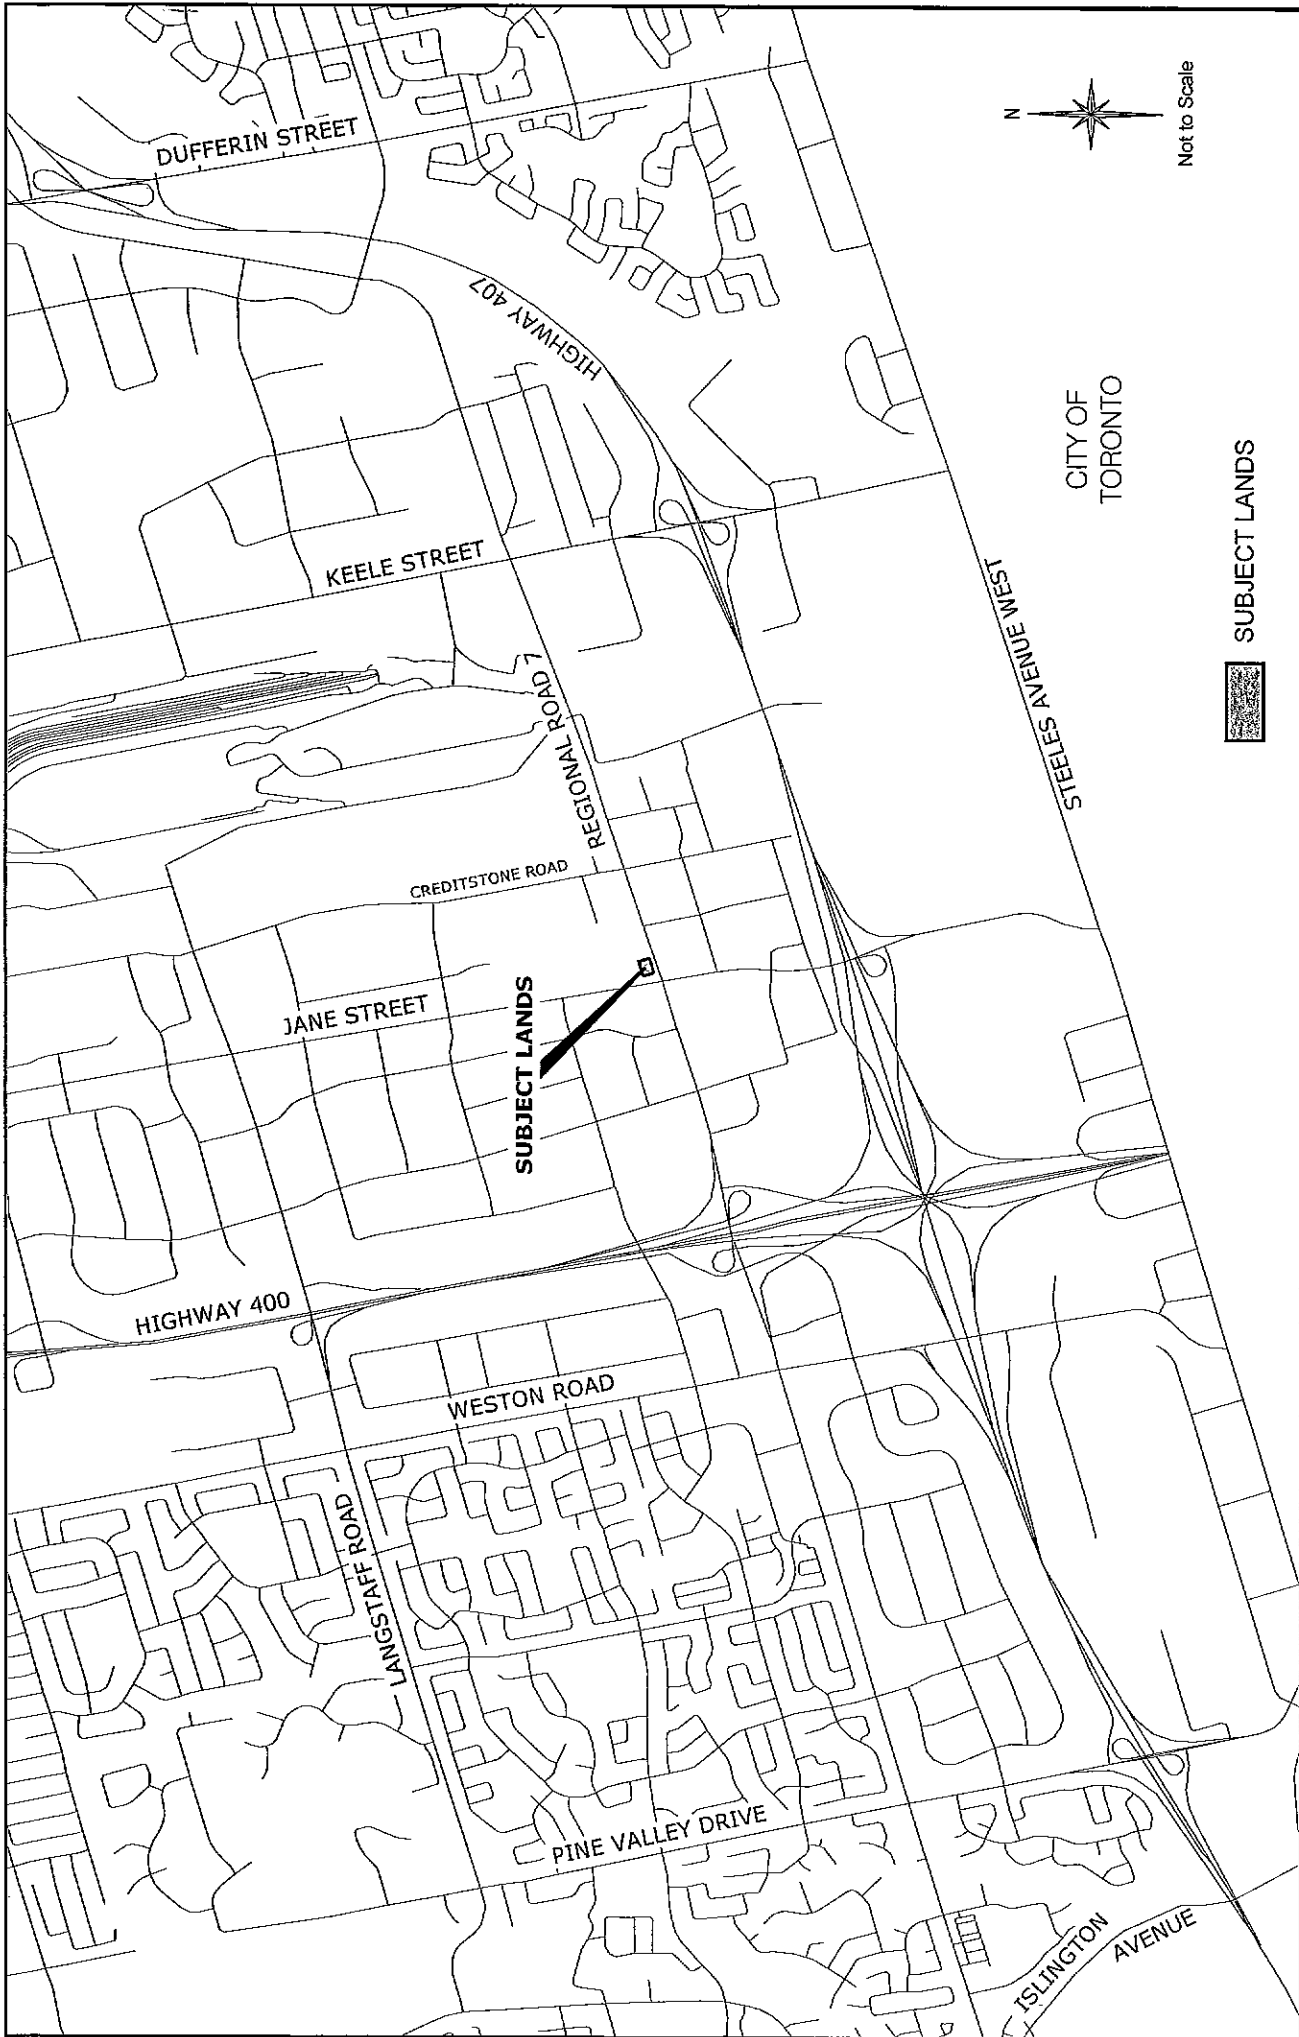 DUFFERIN STREET
HIGHWAY 407
KEELE STREET
REGIONAL ROAD 7
CREDITSTONE ROAD
JANE STREET
SUBJECT LANDS
HIGHWAY 400
WESTON ROAD
LANGSTAFF ROAD
PINE VALLEY DRIVE
ISLINGTON
AVENUE
STEELES AVENUE WEST
CITY OF
TORONTO
N
Not to Scale
SUBJECT LANDS